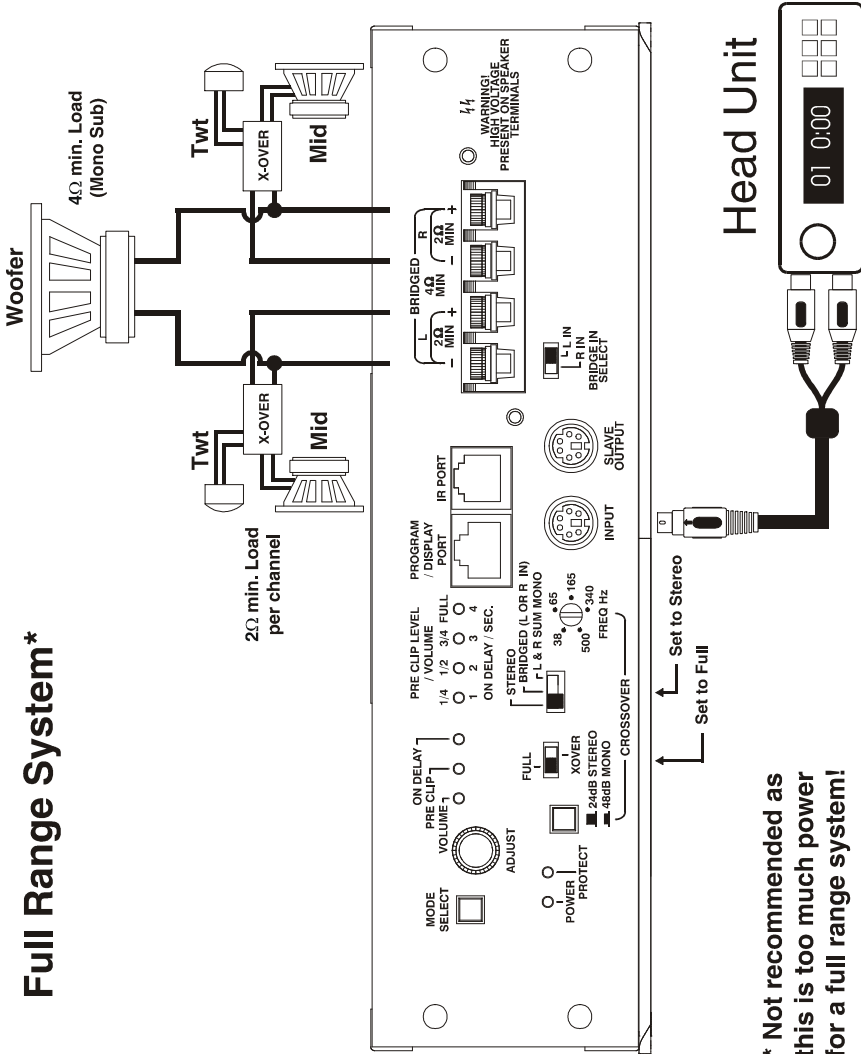 Full Range System*
Woofer
4Ω min. Load
(Mono Sub)
Twt
X-OVER
Mid
Twt
X-OVER
Mid
2Ω min. Load
per channel
MODE
SELECT
ADJUST
VOLUME
PRE CLIP
ON DELAY
PRE CLIP LEVEL
/ VOLUME
1/4 1/2 3/4 FULL
1 2 3 4
ON DELAY / SEC.
PROGRAM
/ DISPLAY
PORT
IR PORT
BRIDGED
L R
2Ω
MIN
4Ω
MIN
2Ω
MIN
– + – +
WARNING!
HIGH VOLTAGE
PRESENT ON SPEAKER
TERMINALS
POWER
PROTECT
24dB STEREO
48dB MONO
FULL
XOVER
STEREO
BRIDGED (L OR R IN)
L & R SUM MONO
38 65 165 340 500
FREQ Hz
CROSSOVER
INPUT
SLAVE
OUTPUT
L IN
R IN
BRIDGE IN
SELECT
Set to Stereo
Set to Full
Head Unit
01 0:00
* Not recommended as
this is too much power
for a full range system!